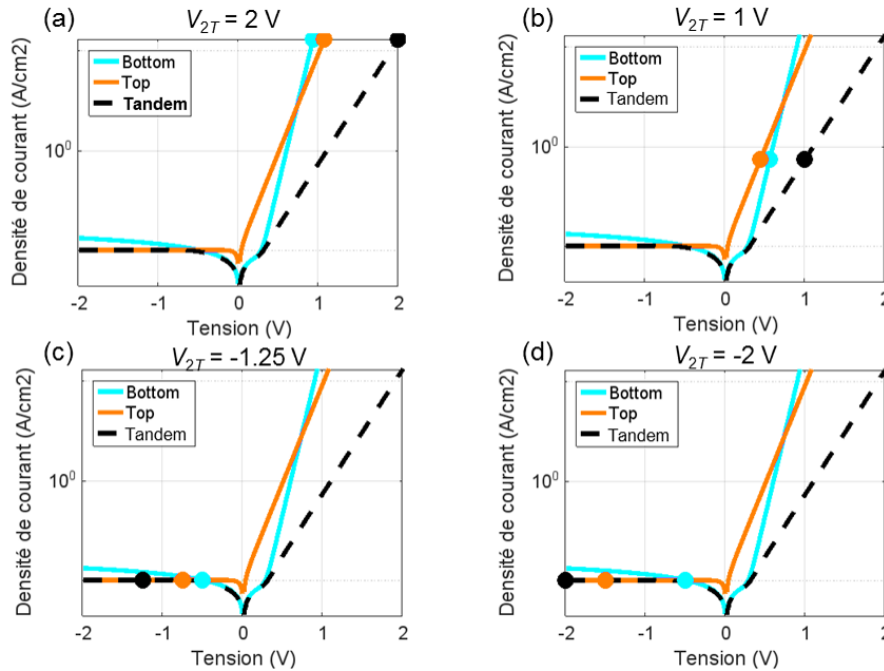 (a)
V2T = 2 V
Densité de courant (A/cm2)
10^0
Bottom
Top
Tandem
-2
-1
0
1
2
Tension (V)
(b)
V2T = 1 V
Densité de courant (A/cm2)
10^0
Bottom
Top
Tandem
-2
-1
0
1
2
Tension (V)
(c)
V2T = -1.25 V
Densité de courant (A/cm2)
10^0
Bottom
Top
Tandem
-2
-1
0
1
2
Tension (V)
(d)
V2T = -2 V
Densité de courant (A/cm2)
10^0
Bottom
Top
Tandem
-2
-1
0
1
2
Tension (V)